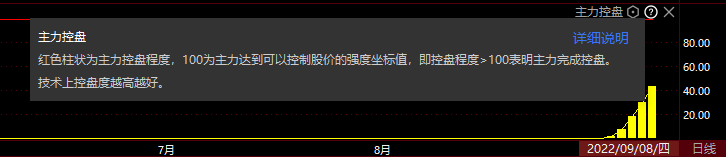 主力控盘
主力控盘
详细说明
红色柱状为主力控盘程度，100为主力达到可以控制股价的强度坐标值，即控盘程度>100表明主力完成控盘。
技术上控盘度越高越好。
80.00
60.00
40.00
20.00
7月
8月
2022/09/08/四
日线